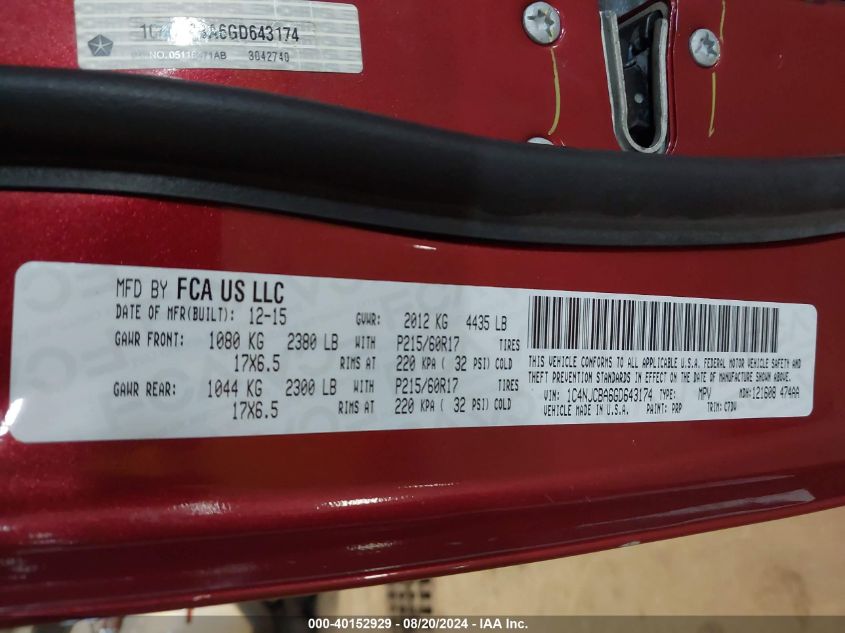 A6GD643174
NO. 3042740
MFD BY FCA US LLC
DATE OF MFR(BUILT): 12-15 GVWR: 2012 KG 4435 LB
GAWR FRONT: 1080 KG 2380 LB WITH P215/60R17 TIRES
17X6.5 RIMS AT 220 KPA ( 32 PSI) COLD
GAWR REAR: 1044 KG 2300 LB WITH P215/60R17 TIRES
17X6.5 RIMS AT 220 KPA ( 32 PSI) COLD
THIS VEHICLE CONFORMS TO ALL APPLICABLE U.S.A. FEDERAL MOTOR VEHICLE SAFETY AND
THEFT PREVENTION STANDARDS IN EFFECT ON THE DATE OF MANUFACTURE SHOWN ABOVE.
VIN: 1C4NJCBA6GD643174 TYPE: MPV MDH: 121608 474AA
VEHICLE MADE IN U.S.A. PAINT: PRP TRIM: C7DV
000-40152929 - 08/20/2024 - IAA Inc.